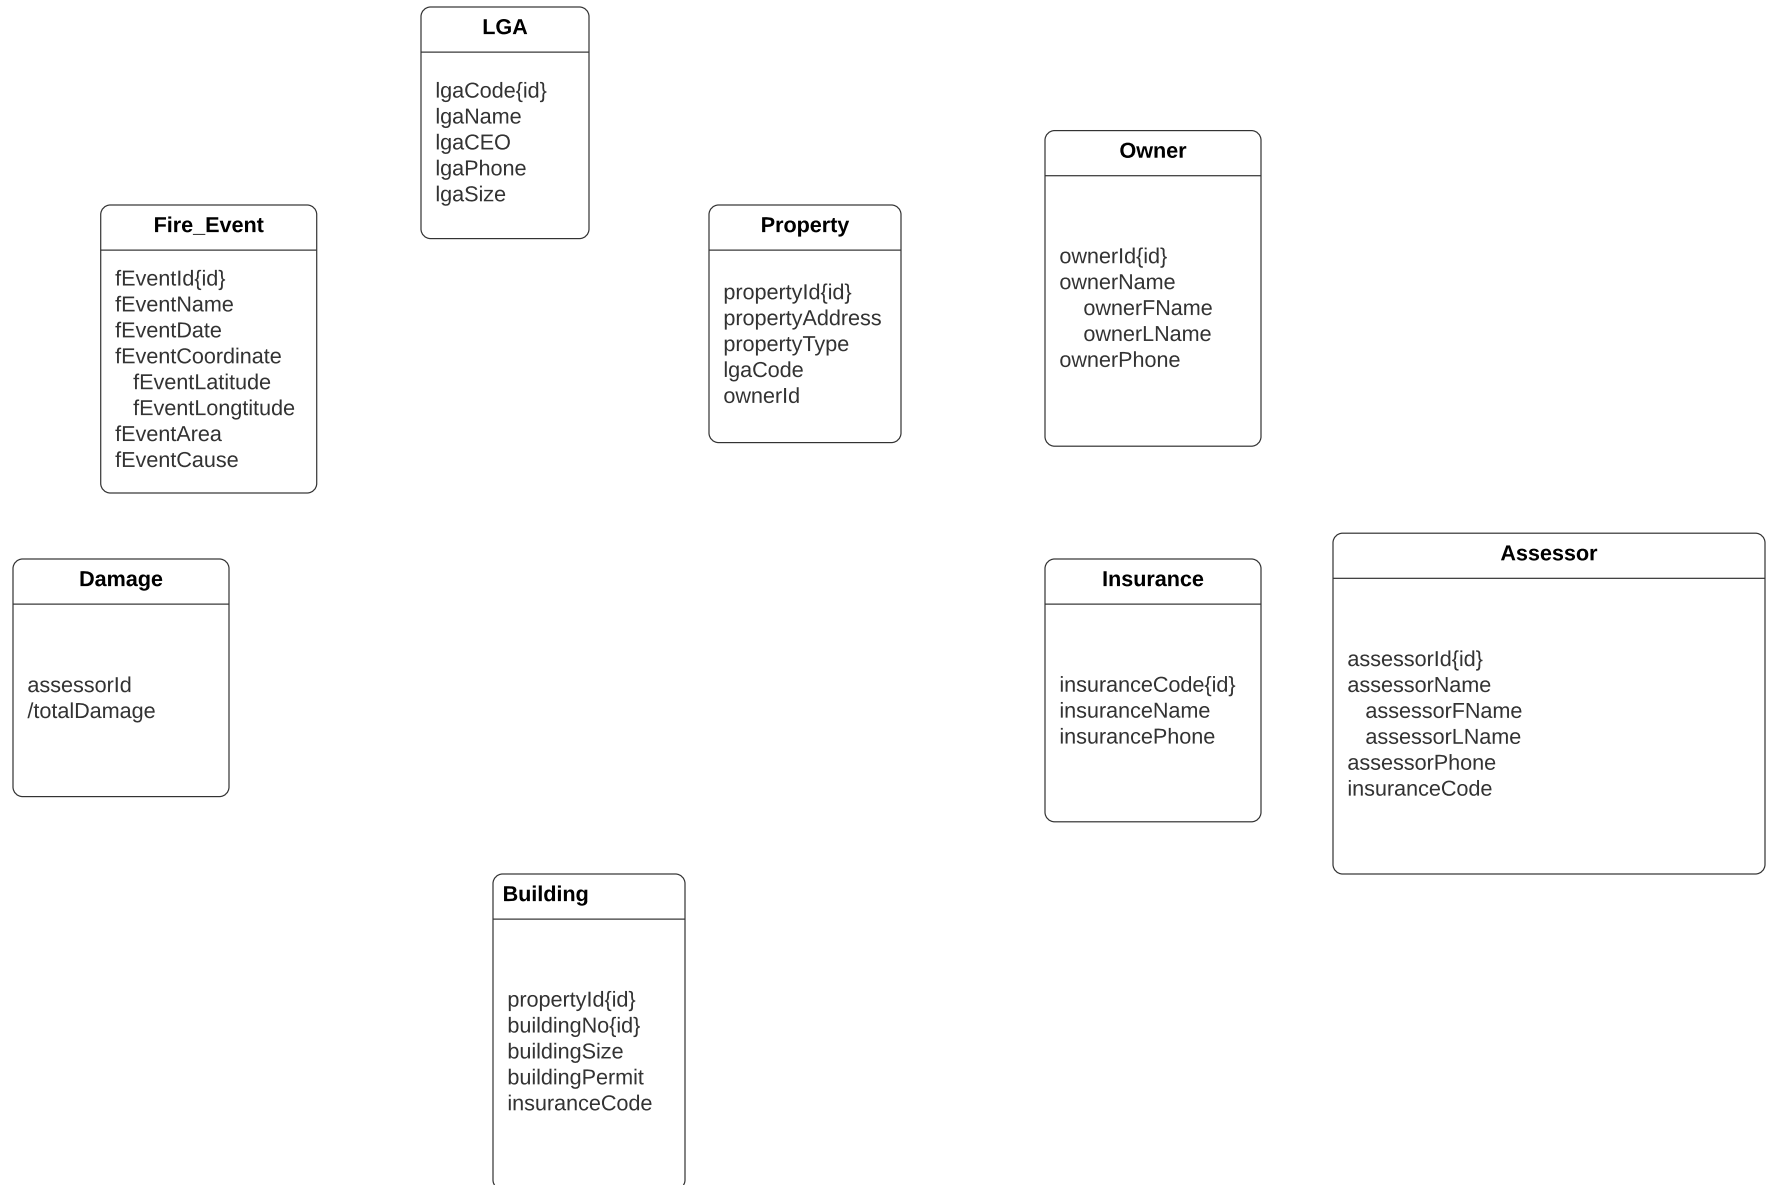 LGA
lgaCode{id}
lgaName
lgaCEO
lgaPhone
lgaSize
Owner
ownerId{id}
ownerName
ownerFName
ownerLName
ownerPhone
Fire_Event
fEventId{id}
fEventName
fEventDate
fEventCoordinate
fEventLatitude
fEventLongtitude
fEventArea
fEventCause
Property
propertyId{id}
propertyAddress
propertyType
lgaCode
ownerId
Damage
assessorId
/totalDamage
Insurance
insuranceCode{id}
insuranceName
insurancePhone
Assessor
assessorId{id}
assessorName
assessorFName
assessorLName
assessorPhone
insuranceCode
Building
propertyId{id}
buildingNo{id}
buildingSize
buildingPermit
insuranceCode